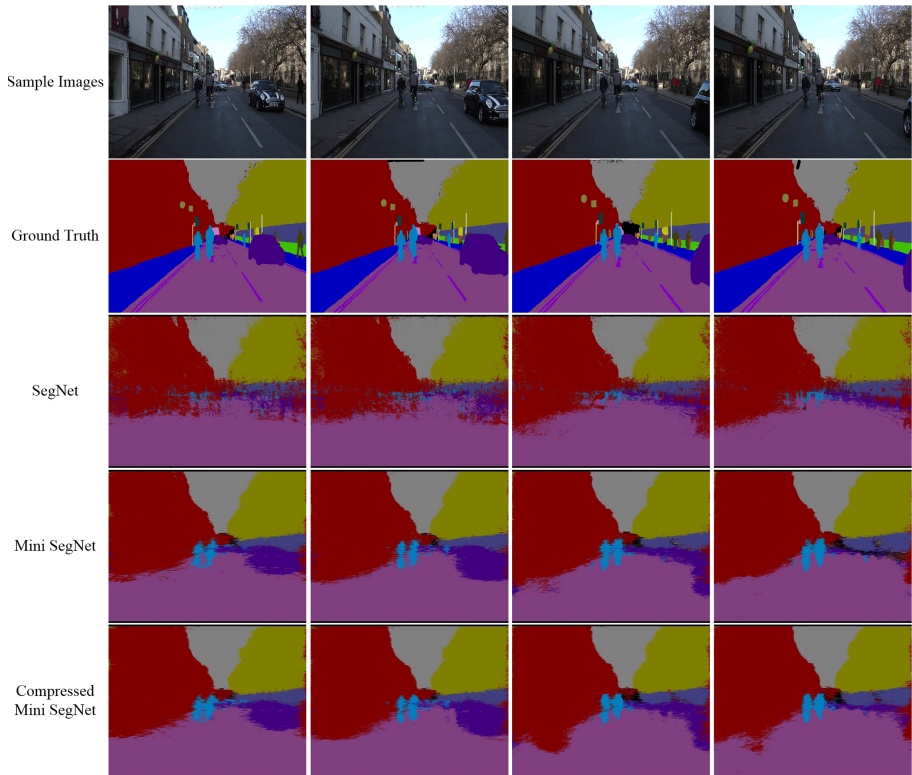 Sample Images
Ground Truth
SegNet
Mini SegNet
Compressed
Mini SegNet